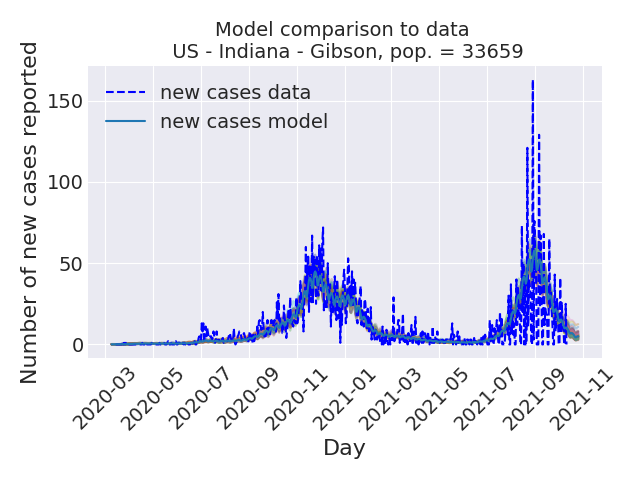 Model comparison to data
US - Indiana - Gibson, pop. = 33659
Number of new cases reported
150
100
50
0
new cases data
new cases model
2020-03
2020-05
2020-07
2020-09
2020-11
2021-01
2021-03
2021-05
2021-07
2021-09
2021-11
Day